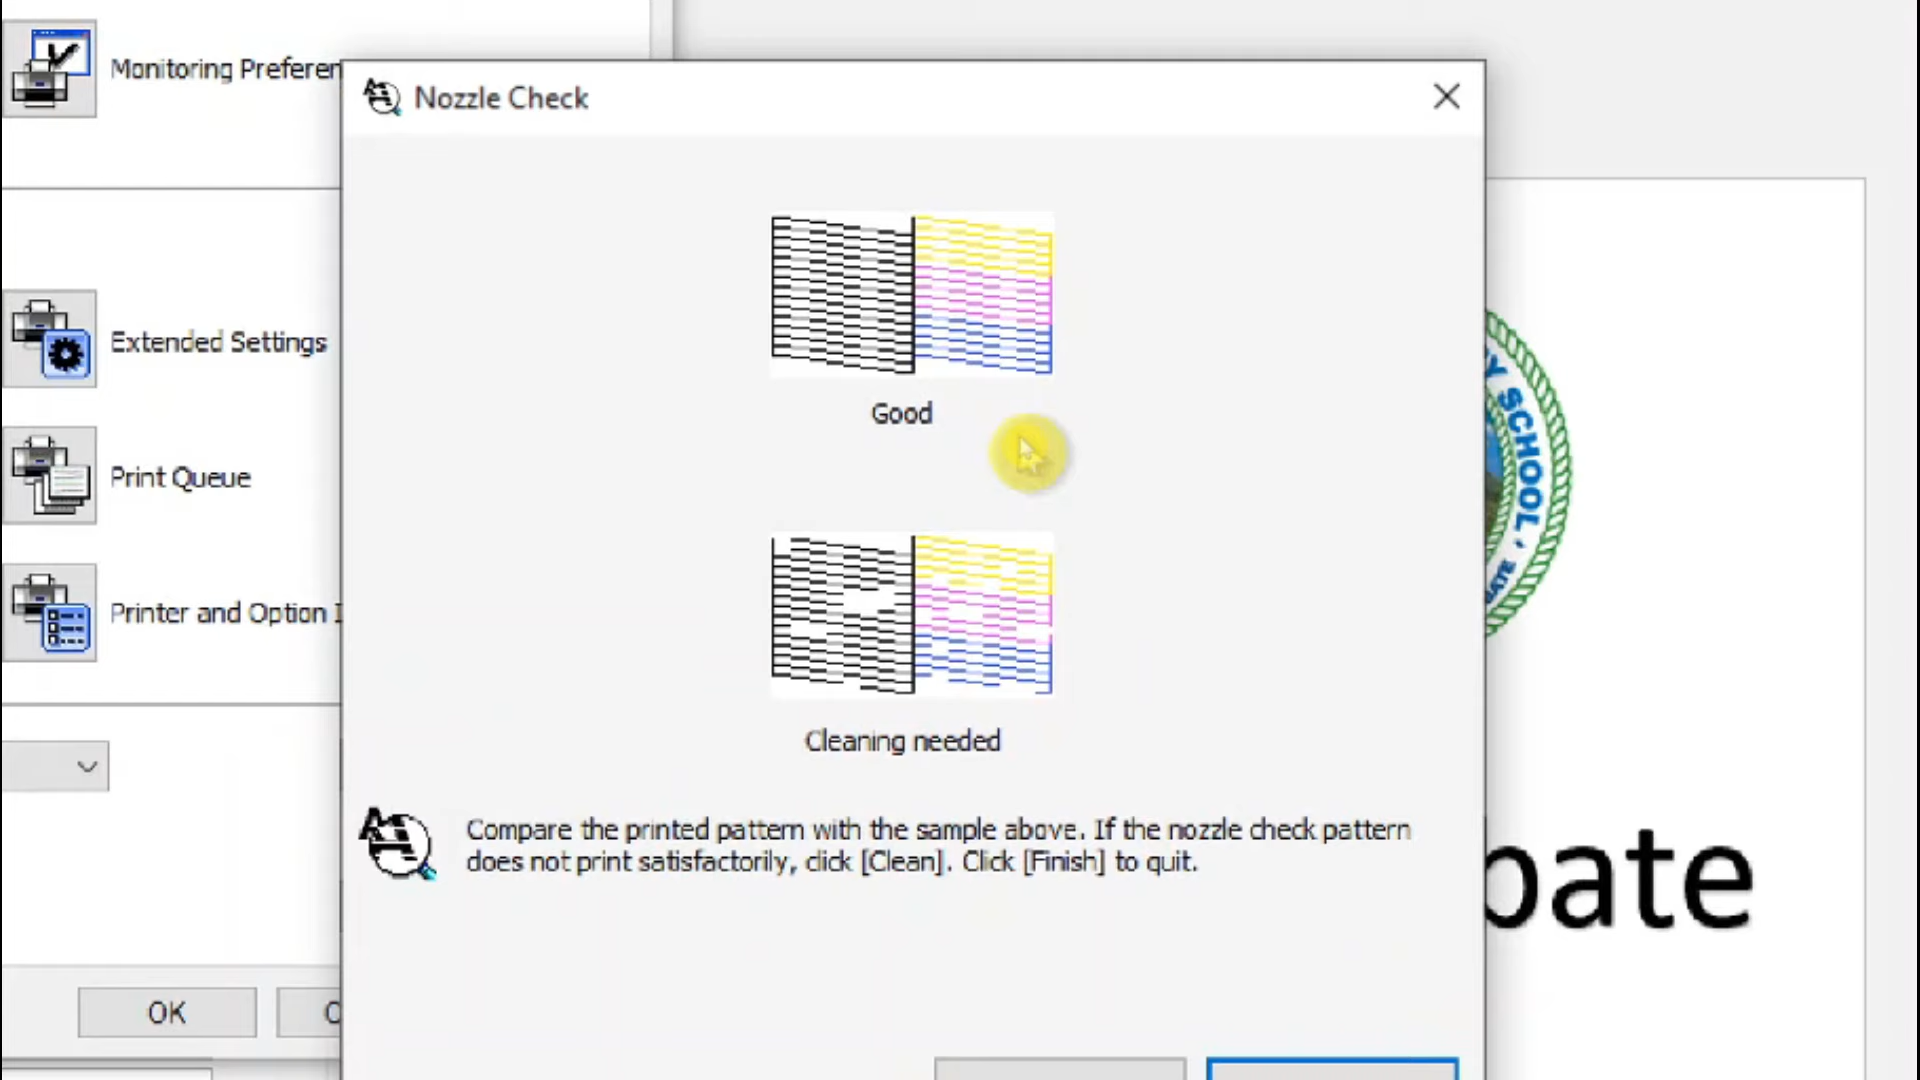 Monitoring Preferen
Nozzle Check
Good
Extended Settings
Print Queue
Cleaning needed
Printer and Option I
Compare the printed pattern with the sample above. If the nozzle check pattern
does not print satisfactorily, click [Clean]. Click [Finish] to quit.
OK
Y SCHOOL
BATE
bate